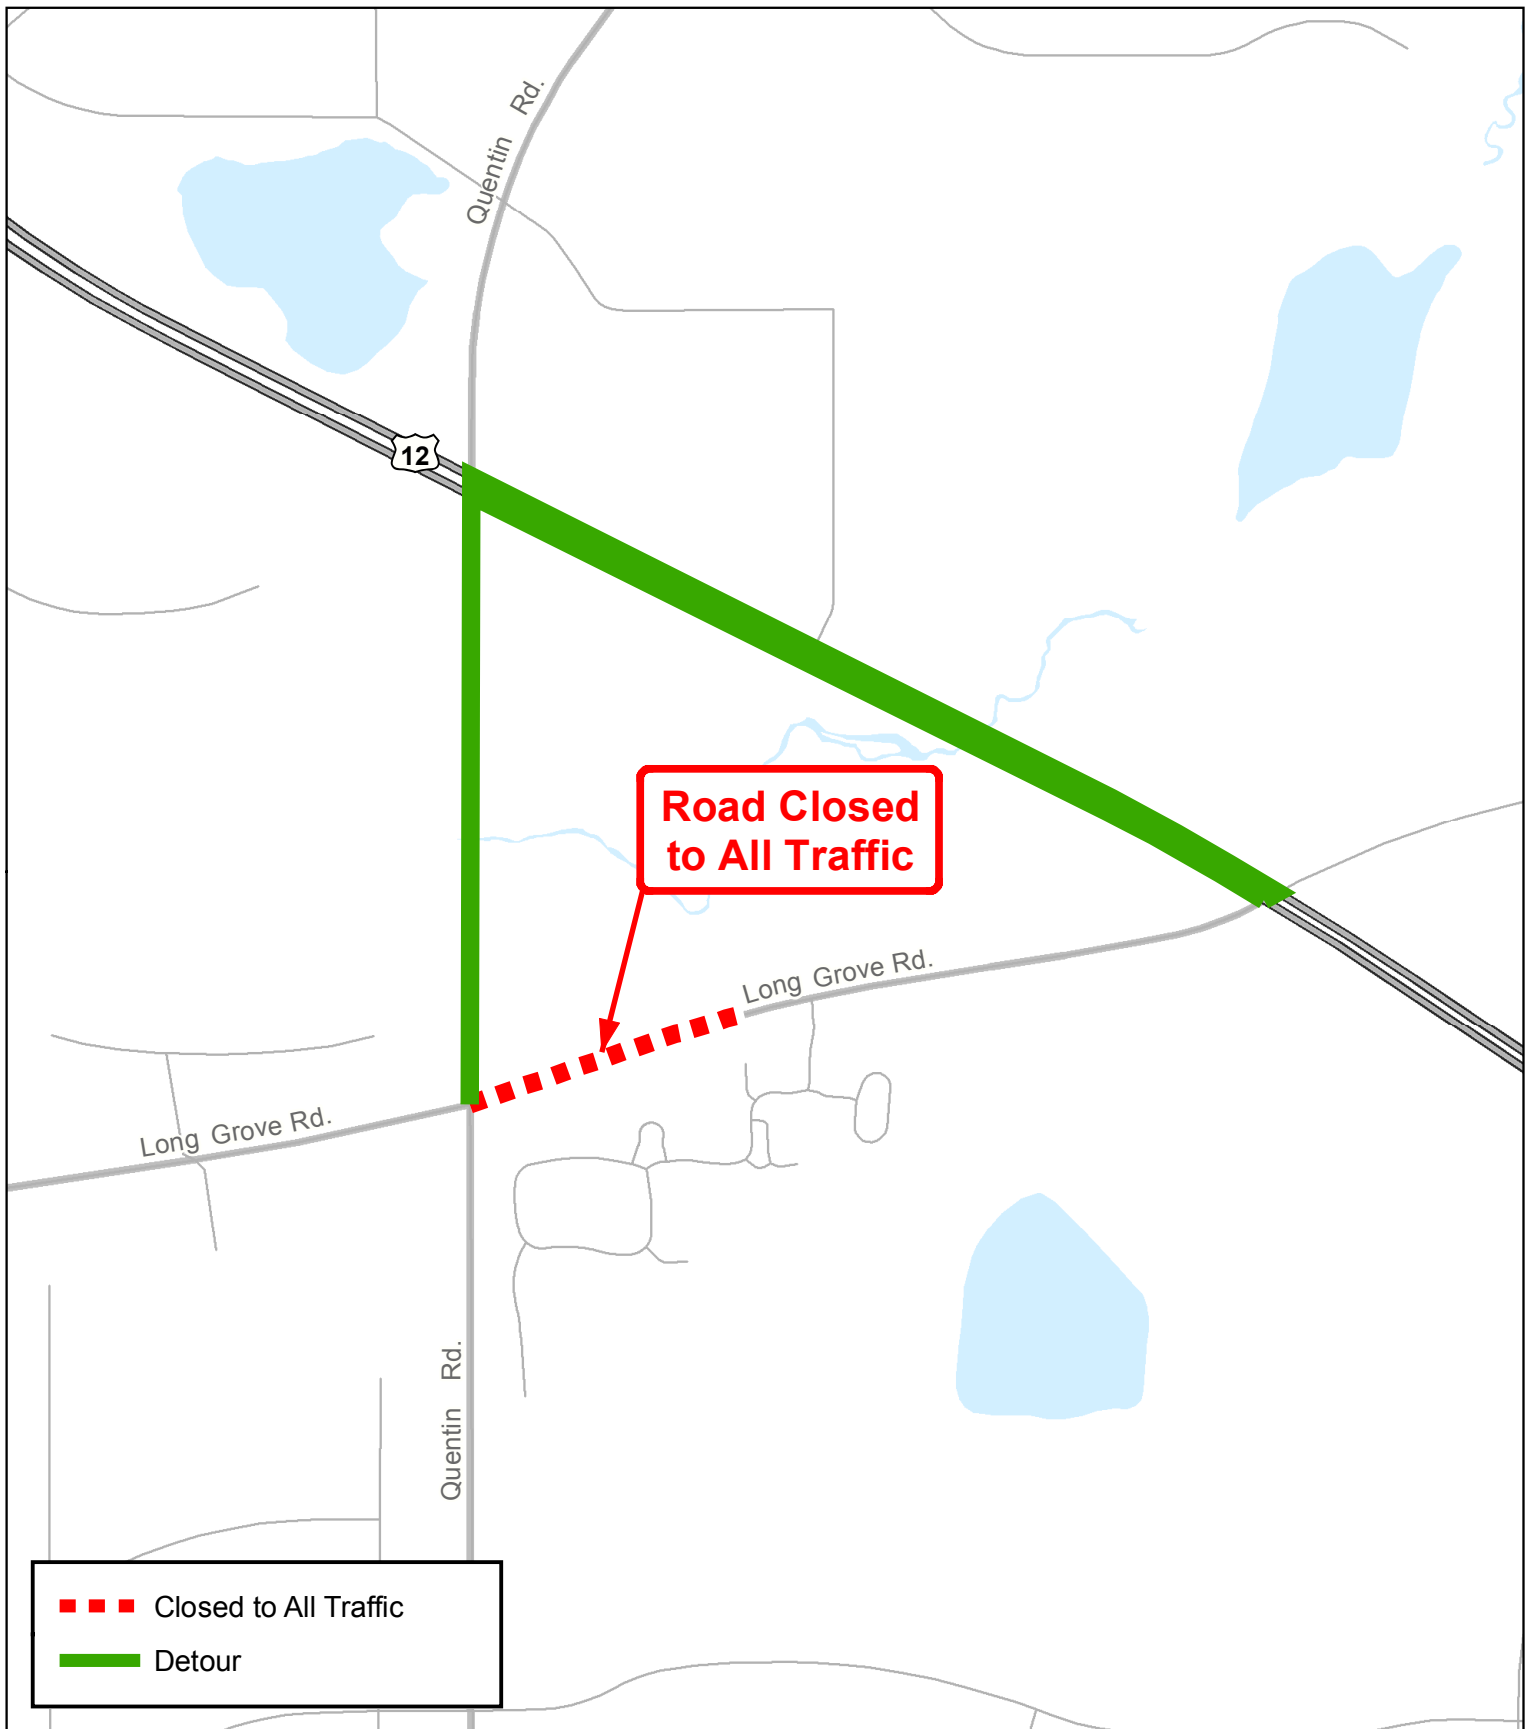 Quentin Rd.
12
Road Closed
to All Traffic
Long Grove Rd.
Long Grove Rd.
Quentin Rd.
Closed to All Traffic
Detour